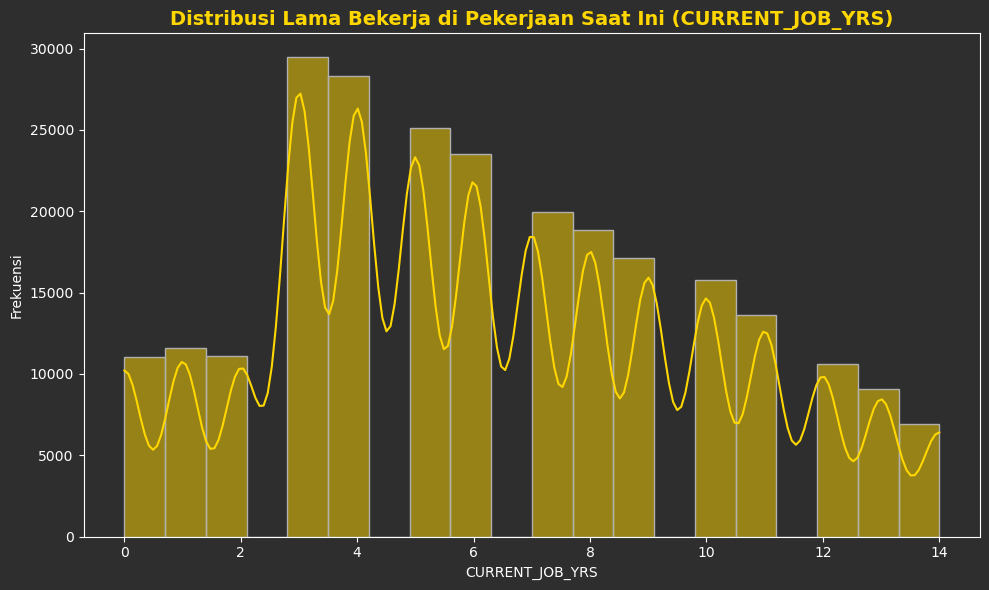 Distribusi Lama Bekerja di Pekerjaan Saat Ini (CURRENT_JOB_YRS)
Frekuensi
30000
25000
20000
15000
10000
5000
0
0 2 4 6 8 10 12 14
CURRENT_JOB_YRS